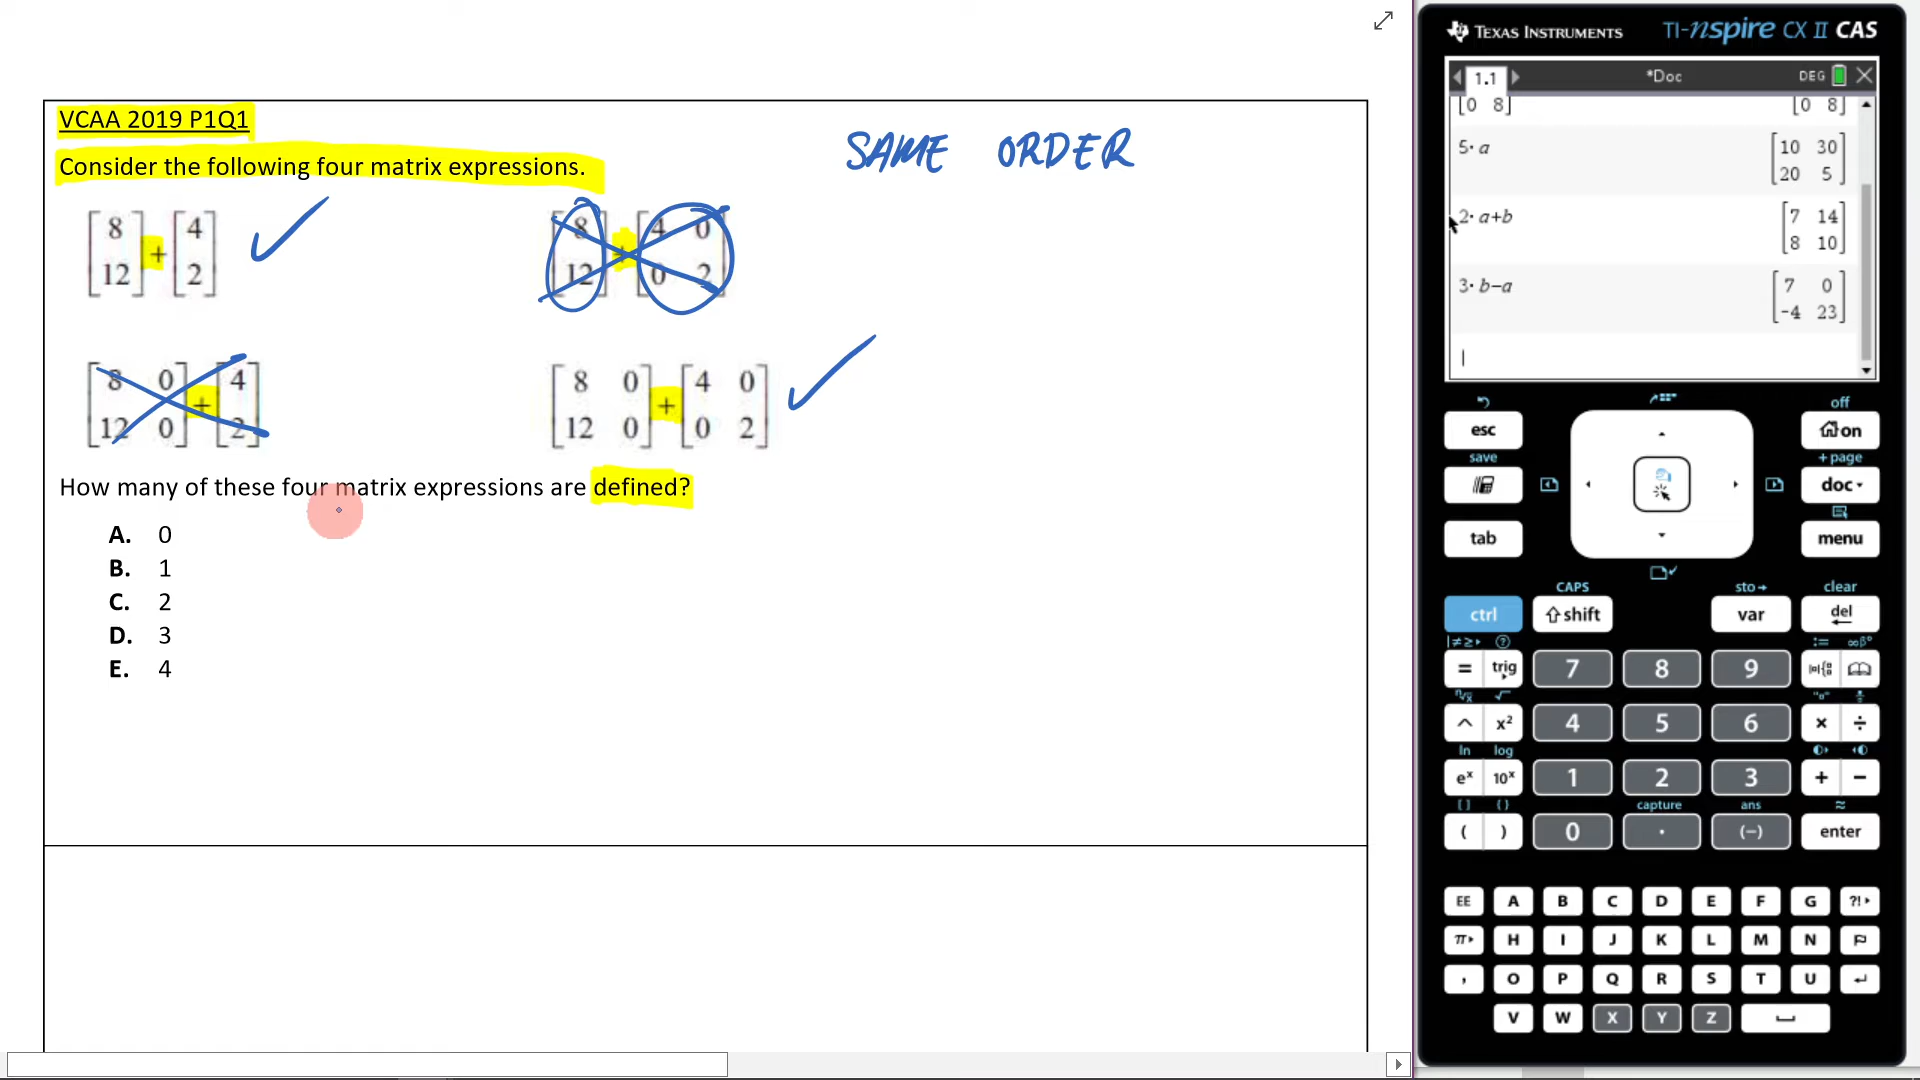 VCAA 2019 P1Q1
Consider the following four matrix expressions.
SAME ORDER
[8 12] + [4 2]
[8 12] + [4 0 0 2]
[8 0 12 0] + [4 2]
[8 0 12 0] + [4 0 0 2]
How many of these four matrix expressions are defined?
A. 0
B. 1
C. 2
D. 3
E. 4
TEXAS INSTRUMENTS TI-nspire CX II CAS
1.1 *Doc DEG
[0 8] [0 8]
5·a [10 30 20 5]
2·a+b [7 14 8 10]
3·b−a [7 0 -4 23]
off
esc on
save + page
doc
tab menu
CAPS sto→ clear
ctrl shift var del
|≠≥▸ ? := ∞β°
= trig 7 8 9
ⁿ√x √ "□"
^ x² 4 5 6 × ÷
ln log
eˣ 10ˣ 1 2 3 + −
[ ] { } capture ans ≈
( ) 0 . (−) enter
EE A B C D E F G ?!▸
π▸ H I J K L M N
, O P Q R S T U
V W X Y Z